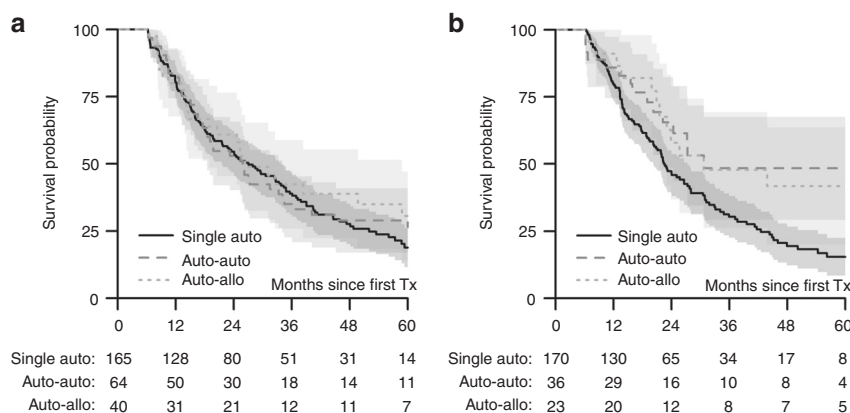 a
b
100
75
50
25
0
Survival probability
Single auto
Auto-auto
Auto-allo
Months since first Tx
0 12 24 36 48 60
Single auto: 165 128 80 51 31 14
Auto-auto: 64 50 30 18 14 11
Auto-allo: 40 31 21 12 11 7
100
75
50
25
0
Survival probability
Single auto
Auto-auto
Auto-allo
Months since first Tx
0 12 24 36 48 60
Single auto: 170 130 65 34 17 8
Auto-auto: 36 29 16 10 8 4
Auto-allo: 23 20 12 8 7 5